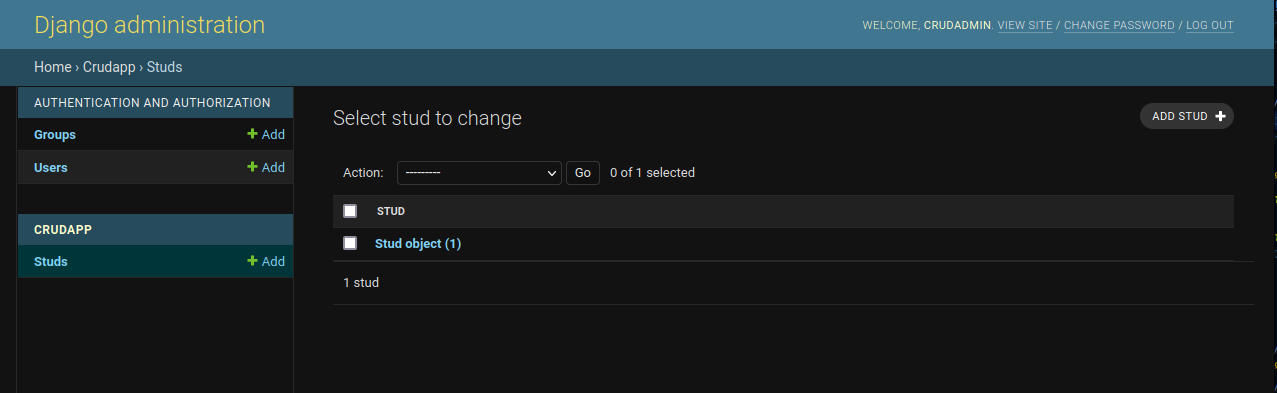 Django administration
WELCOME, CRUDADMIN. VIEW SITE / CHANGE PASSWORD / LOG OUT
Home › Crudapp › Studs
AUTHENTICATION AND AUTHORIZATION
Groups + Add
Users + Add
CRUDAPP
Studs + Add
Select stud to change
ADD STUD +
Action: --------- Go 0 of 1 selected
STUD
Stud object (1)
1 stud